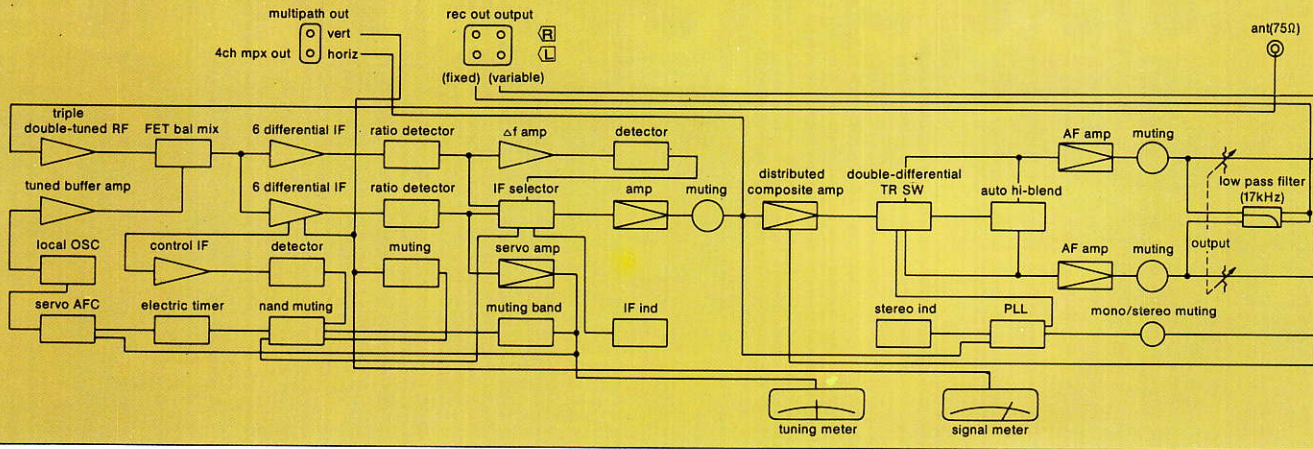 multipath out
vert
4ch mpx out
horiz
rec out output
R
L
(fixed) (variable)
ant(75Ω)
triple
double-tuned RF
FET bal mix
6 differential IF
ratio detector
△f amp
detector
tuned buffer amp
6 differential IF
ratio detector
IF selector
amp
muting
distributed
composite amp
double-differential
TR SW
auto hi-blend
AF amp
muting
low pass filter
(17kHz)
local OSC
control IF
detector
muting
servo amp
AF amp
muting
output
servo AFC
electric timer
nand muting
muting band
IF ind
stereo ind
PLL
mono/stereo muting
tuning meter
signal meter